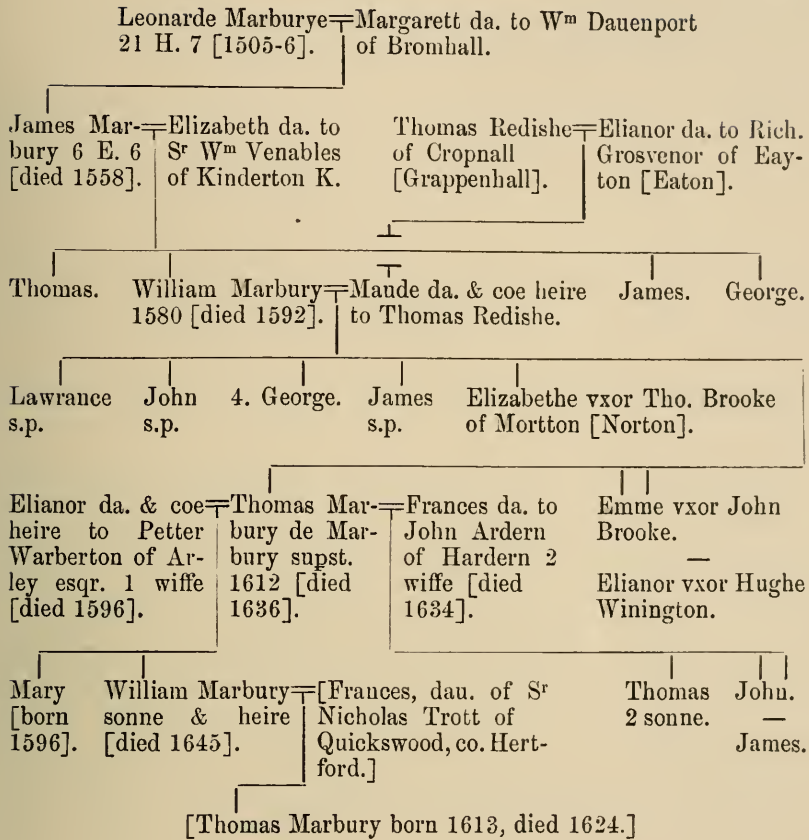 Leonarde Marburye=Margarett da. to Wᵐ Dauenport
21 H. 7 [1505-6]. of Bromhall.
James Mar-=Elizabeth da. to
bury 6 E. 6 Sʳ Wᵐ Venables
[died 1558]. of Kinderton K.
Thomas Redishe=Elianor da. to Rich.
of Cropnall Grosvenor of Eay-
[Grappenhall]. ton [Eaton].
Thomas.
William Marbury=Maude da. & coe heire
1580 [died 1592]. to Thomas Redishe.
James.
George.
Lawrance
s.p.
John
s.p.
4. George.
James
s.p.
Elizabethe vxor Tho. Brooke
of Mortton [Norton].
Elianor da. & coe=Thomas Mar-=Frances da. to
heire to Petter bury de Mar- John Ardern
Warberton of Ar- bury supst. of Hardern 2
ley esqr. 1 wiffe 1612 [died wiffe [died
[died 1596]. 1636]. 1634].
Emme vxor John
Brooke.
—
Elianor vxor Hughe
Winington.
Mary
[born
1596].
William Marbury=[Frances, dau. of Sʳ
sonne & heire Nicholas Trott of
[died 1645]. Quickswood, co. Hert-
ford.]
Thomas
2 sonne.
John.
—
James.
[Thomas Marbury born 1613, died 1624.]